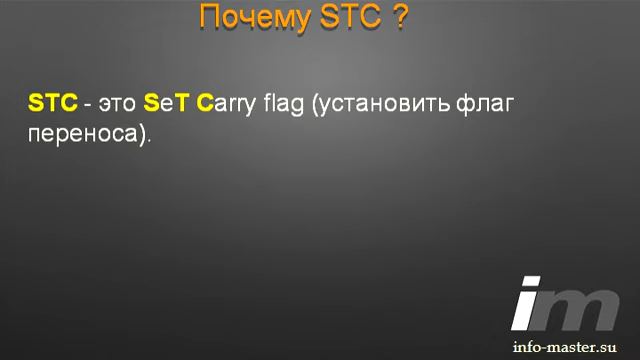 Почему STC ?
STC - это SeT Carry flag (установить флаг
переноса).
im
info-master.su